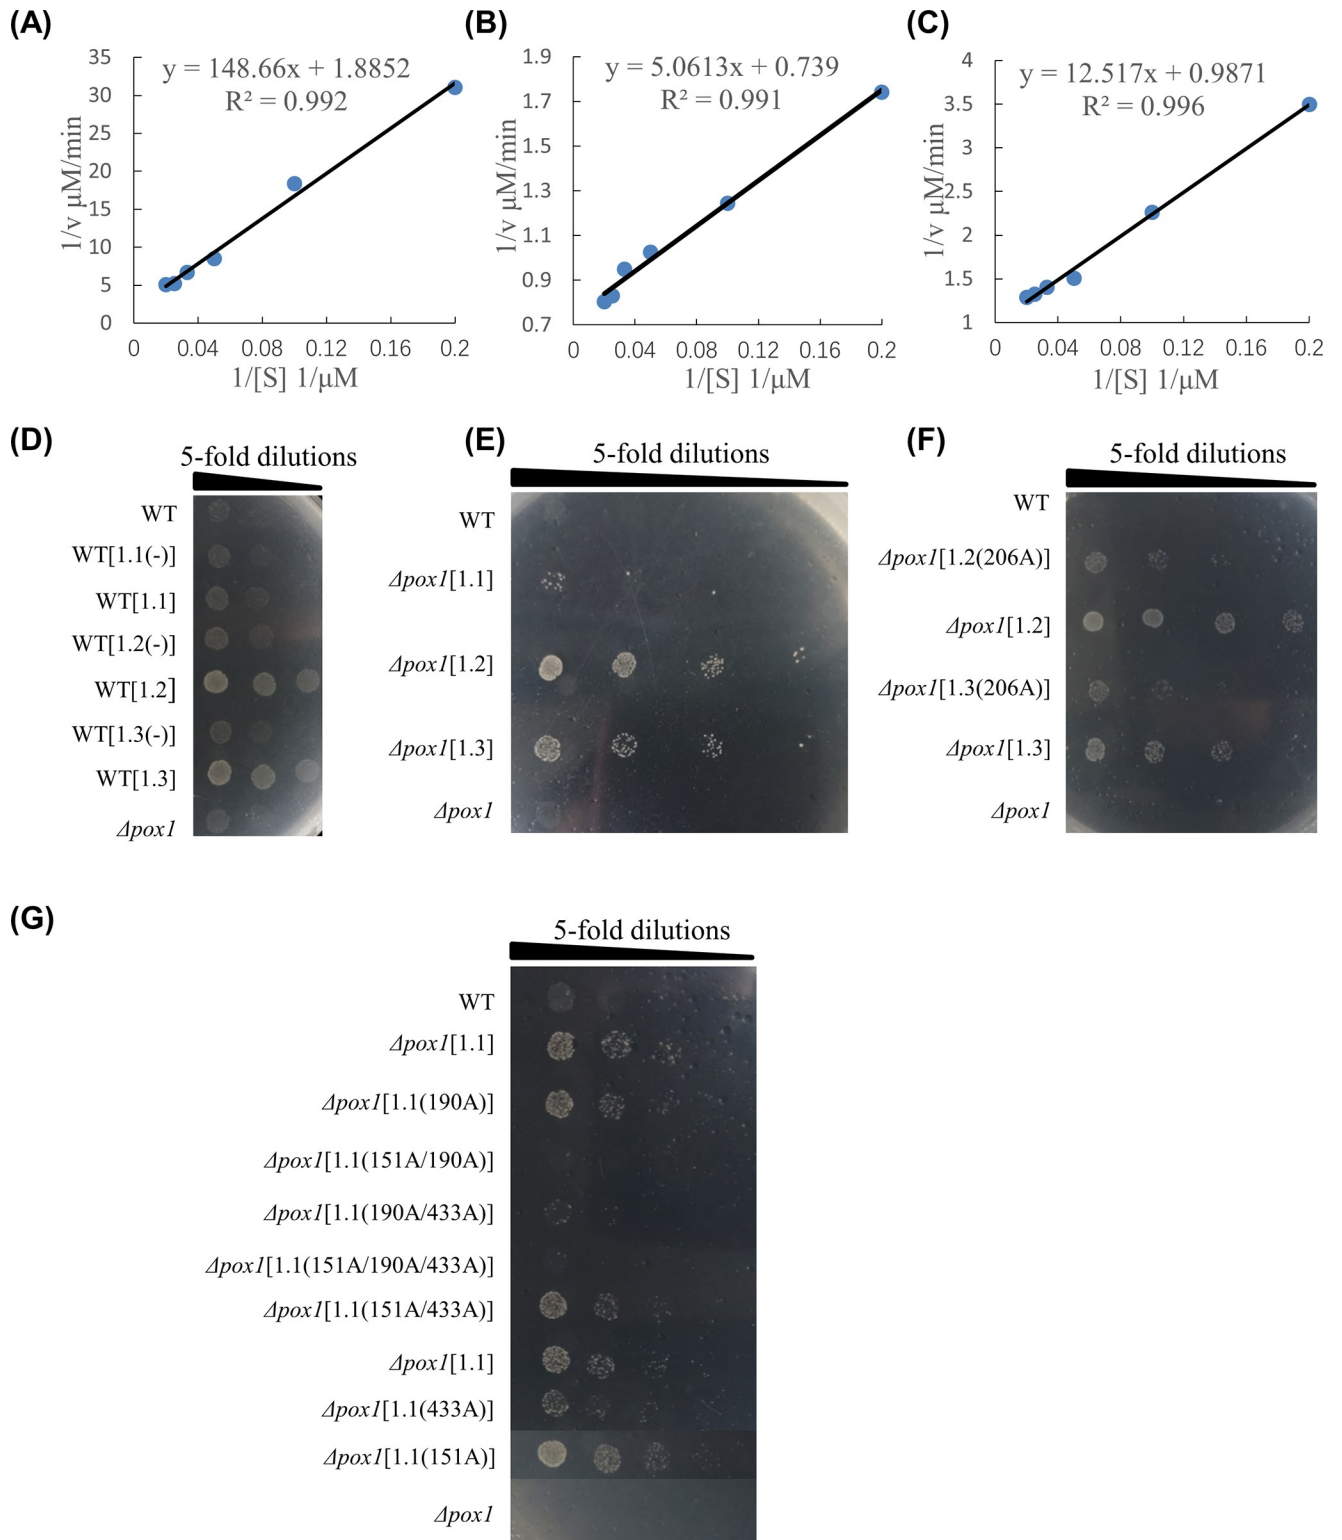 (A)
y = 148.66x + 1.8852
R² = 0.992
1/v μM/min
35
30
25
20
15
10
5
0
0 0.04 0.08 0.12 0.16 0.2
1/[S] 1/μM
(B)
y = 5.0613x + 0.739
R² = 0.991
1/v μM/min
1.9
1.7
1.5
1.3
1.1
0.9
0.7
0 0.04 0.08 0.12 0.16 0.2
1/[S] 1/μM
(C)
y = 12.517x + 0.9871
R² = 0.996
1/v μM/min
4
3.5
3
2.5
2
1.5
1
0 0.04 0.08 0.12 0.16 0.2
1/[S] 1/μM
(D)
5-fold dilutions
WT
WT[1.1(-)]
WT[1.1]
WT[1.2(-)]
WT[1.2]
WT[1.3(-)]
WT[1.3]
Δpox1
(E)
5-fold dilutions
WT
Δpox1[1.1]
Δpox1[1.2]
Δpox1[1.3]
Δpox1
(F)
5-fold dilutions
WT
Δpox1[1.2(206A)]
Δpox1[1.2]
Δpox1[1.3(206A)]
Δpox1[1.3]
Δpox1
(G)
5-fold dilutions
WT
Δpox1[1.1]
Δpox1[1.1(190A)]
Δpox1[1.1(151A/190A)]
Δpox1[1.1(190A/433A)]
Δpox1[1.1(151A/190A/433A)]
Δpox1[1.1(151A/433A)]
Δpox1[1.1]
Δpox1[1.1(433A)]
Δpox1[1.1(151A)]
Δpox1